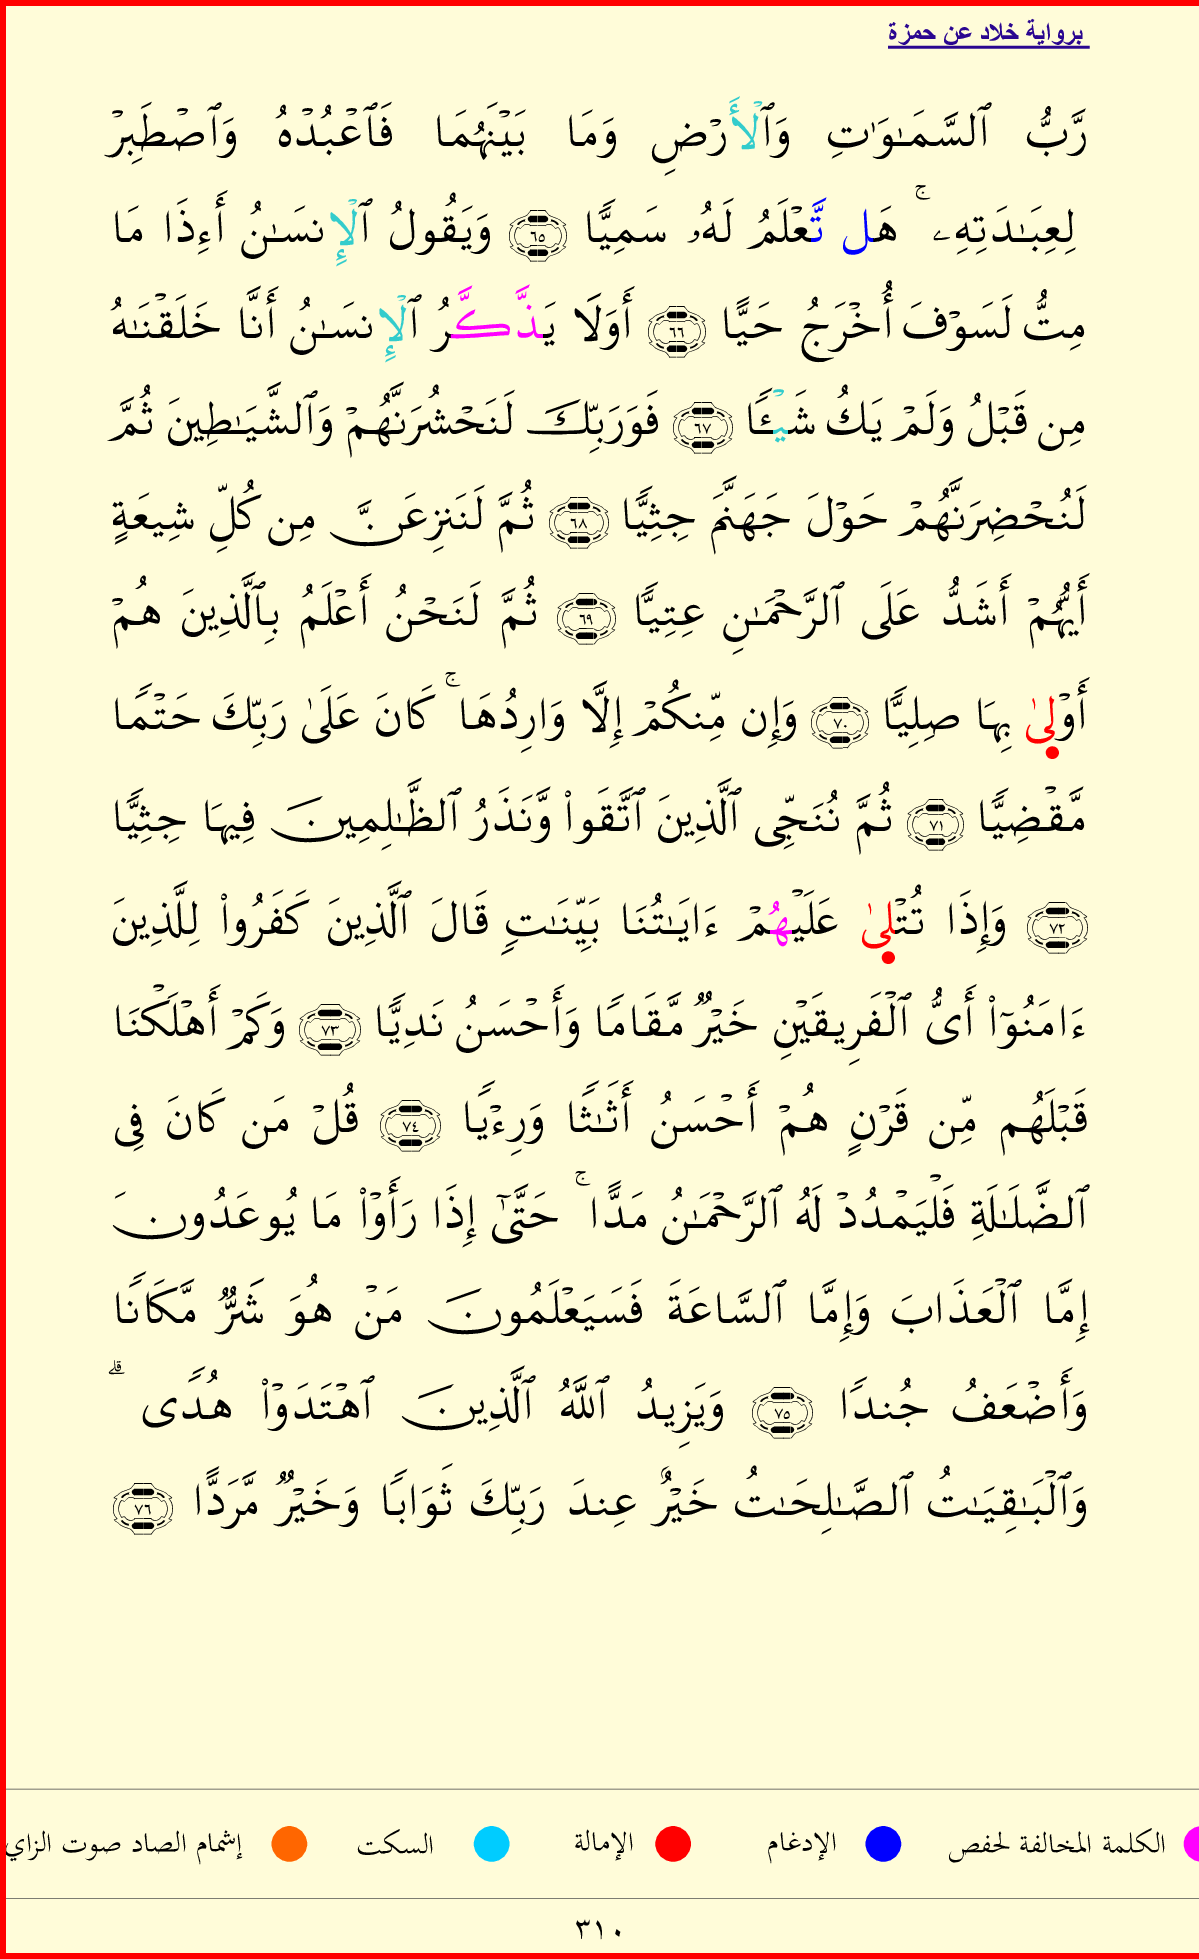 برواية خلاد عن حمزة
رَّبُّ ٱلسَّمَـٰوَٰتِ وَٱلْأَرْضِ وَمَا بَيْنَهُمَا فَٱعْبُدْهُ وَٱصْطَبِرْ
لِعِبَـٰدَتِهِۦ ۚ هَل تَّعْلَمُ لَهُۥ سَمِيًّا ٦٥ وَيَقُولُ ٱلْإِنسَـٰنُ أَءِذَا مَا
مِتُّ لَسَوْفَ أُخْرَجُ حَيًّا ٦٦ أَوَلَا يَذَّكَّرُ ٱلْإِنسَـٰنُ أَنَّا خَلَقْنَـٰهُ
مِن قَبْلُ وَلَمْ يَكُ شَيْـًٔا ٦٧ فَوَرَبِّكَ لَنَحْشُرَنَّهُمْ وَٱلشَّيَـٰطِينَ ثُمَّ
لَنُحْضِرَنَّهُمْ حَوْلَ جَهَنَّمَ جِثِيًّا ٦٨ ثُمَّ لَنَنزِعَنَّ مِن كُلِّ شِيعَةٍ
أَيُّهُمْ أَشَدُّ عَلَى ٱلرَّحْمَـٰنِ عِتِيًّا ٦٩ ثُمَّ لَنَحْنُ أَعْلَمُ بِٱلَّذِينَ هُمْ
أَوْلِىٰ بِهَا صِلِيًّا ٧٠ وَإِن مِّنكُمْ إِلَّا وَارِدُهَا ۚ كَانَ عَلَىٰ رَبِّكَ حَتْمًا
مَّقْضِيًّا ٧١ ثُمَّ نُنَجِّى ٱلَّذِينَ ٱتَّقَوا۟ وَّنَذَرُ ٱلظَّـٰلِمِينَ فِيهَا جِثِيًّا
٧٢ وَإِذَا تُتْلِىٰ عَلَيْهُمْ ءَايَـٰتُنَا بَيِّنَـٰتٍ قَالَ ٱلَّذِينَ كَفَرُوا۟ لِلَّذِينَ
ءَامَنُوٓا۟ أَىُّ ٱلْفَرِيقَيْنِ خَيْرٌ مَّقَامًا وَأَحْسَنُ نَدِيًّا ٧٣ وَكَمْ أَهْلَكْنَا
قَبْلَهُم مِّن قَرْنٍ هُمْ أَحْسَنُ أَثَـٰثًا وَرِءْيًا ٧٤ قُلْ مَن كَانَ فِى
ٱلضَّلَـٰلَةِ فَلْيَمْدُدْ لَهُ ٱلرَّحْمَـٰنُ مَدًّا ۚ حَتَّىٰٓ إِذَا رَأَوْا۟ مَا يُوعَدُونَ
إِمَّا ٱلْعَذَابَ وَإِمَّا ٱلسَّاعَةَ فَسَيَعْلَمُونَ مَنْ هُوَ شَرٌّ مَّكَانًا
وَأَضْعَفُ جُندًا ٧٥ وَيَزِيدُ ٱللَّهُ ٱلَّذِينَ ٱهْتَدَوْا۟ هُدًى ۗ
وَٱلْبَـٰقِيَـٰتُ ٱلصَّـٰلِحَـٰتُ خَيْرٌ عِندَ رَبِّكَ ثَوَابًا وَخَيْرٌ مَّرَدًّا ٧٦
الكلمة المخالفة لحفص الإدغام الإمالة السكت إشمام الصاد صوت الزاي
٣١٠